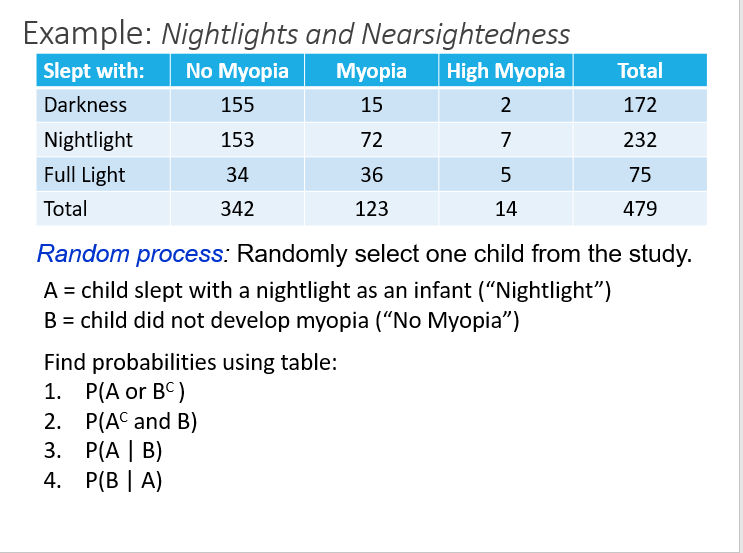 Example: Nightlights and Nearsightedness
Slept with: No Myopia Myopia High Myopia Total
Darkness 155 15 2 172
Nightlight 153 72 7 232
Full Light 34 36 5 75
Total 342 123 14 479
Random process: Randomly select one child from the study.
A = child slept with a nightlight as an infant (“Nightlight”)
B = child did not develop myopia (“No Myopia”)
Find probabilities using table:
1. P(A or Bᶜ )
2. P(Aᶜ and B)
3. P(A | B)
4. P(B | A)